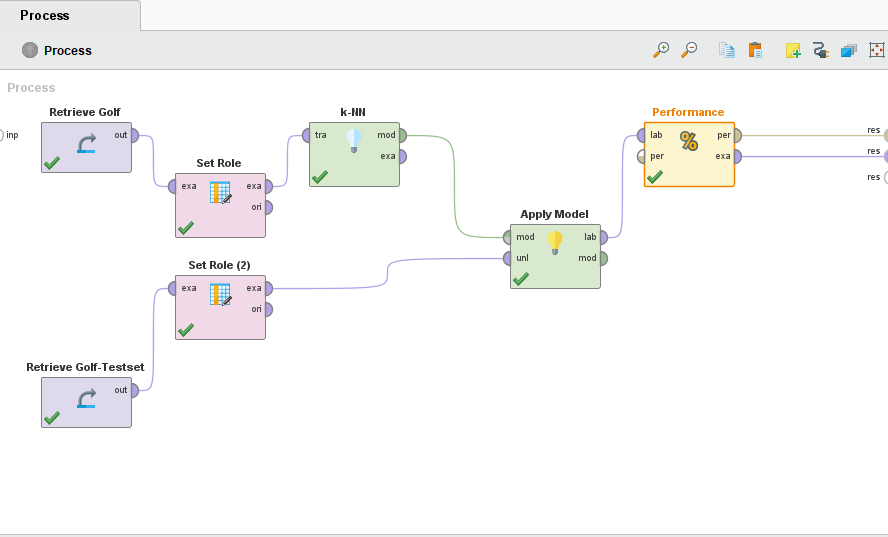 Process
Process
Process
inp
Retrieve Golf
out
Set Role
exa
exa
ori
k-NN
tra
mod
exa
Performance
lab
per
per
exa
res
res
res
Apply Model
mod
lab
unl
mod
Set Role (2)
exa
exa
ori
Retrieve Golf-Testset
out